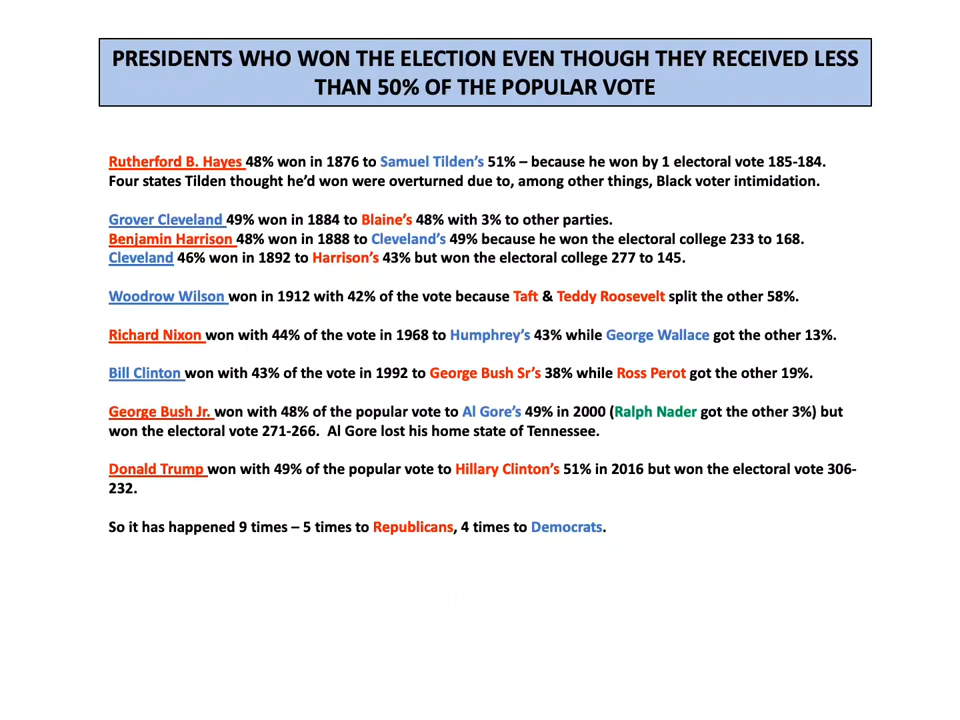 PRESIDENTS WHO WON THE ELECTION EVEN THOUGH THEY RECEIVED LESS
THAN 50% OF THE POPULAR VOTE
Rutherford B. Hayes 48% won in 1876 to Samuel Tilden’s 51% – because he won by 1 electoral vote 185-184.
Four states Tilden thought he’d won were overturned due to, among other things, Black voter intimidation.
Grover Cleveland 49% won in 1884 to Blaine’s 48% with 3% to other parties.
Benjamin Harrison 48% won in 1888 to Cleveland’s 49% because he won the electoral college 233 to 168.
Cleveland 46% won in 1892 to Harrison’s 43% but won the electoral college 277 to 145.
Woodrow Wilson won in 1912 with 42% of the vote because Taft & Teddy Roosevelt split the other 58%.
Richard Nixon won with 44% of the vote in 1968 to Humphrey’s 43% while George Wallace got the other 13%.
Bill Clinton won with 43% of the vote in 1992 to George Bush Sr’s 38% while Ross Perot got the other 19%.
George Bush Jr. won with 48% of the popular vote to Al Gore’s 49% in 2000 (Ralph Nader got the other 3%) but
won the electoral vote 271-266. Al Gore lost his home state of Tennessee.
Donald Trump won with 49% of the popular vote to Hillary Clinton’s 51% in 2016 but won the electoral vote 306-
232.
So it has happened 9 times – 5 times to Republicans, 4 times to Democrats.